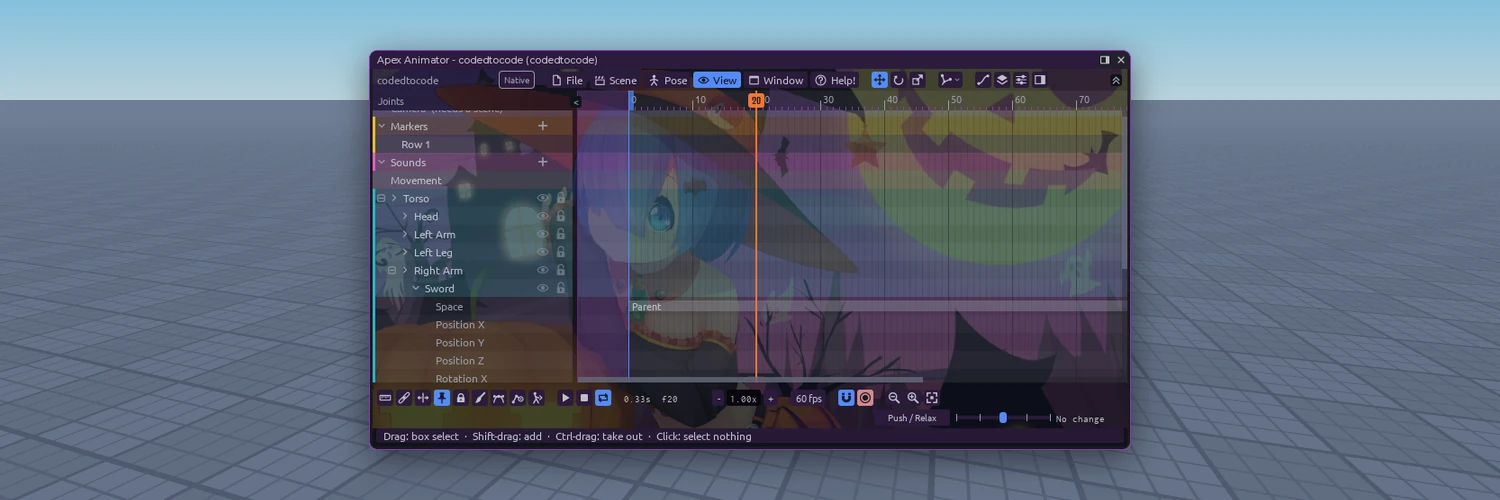 Apex Animator - codedtocode (codedtocode)
codedtocode Native File Scene Pose View Window Help!
Joints < 0 10 20 30 40 50 60 70
Markers +
Row 1
Sounds +
Movement
Torso
Head
Left Arm
Left Leg
Right Arm
Sword
Space Parent
Position X
Position Y
Position Z
Rotation X
0.33s f20 - 1.00x + 60 fps
Push / Relax No change
Drag: box select · Shift-drag: add · Ctrl-drag: take out · Click: select nothing